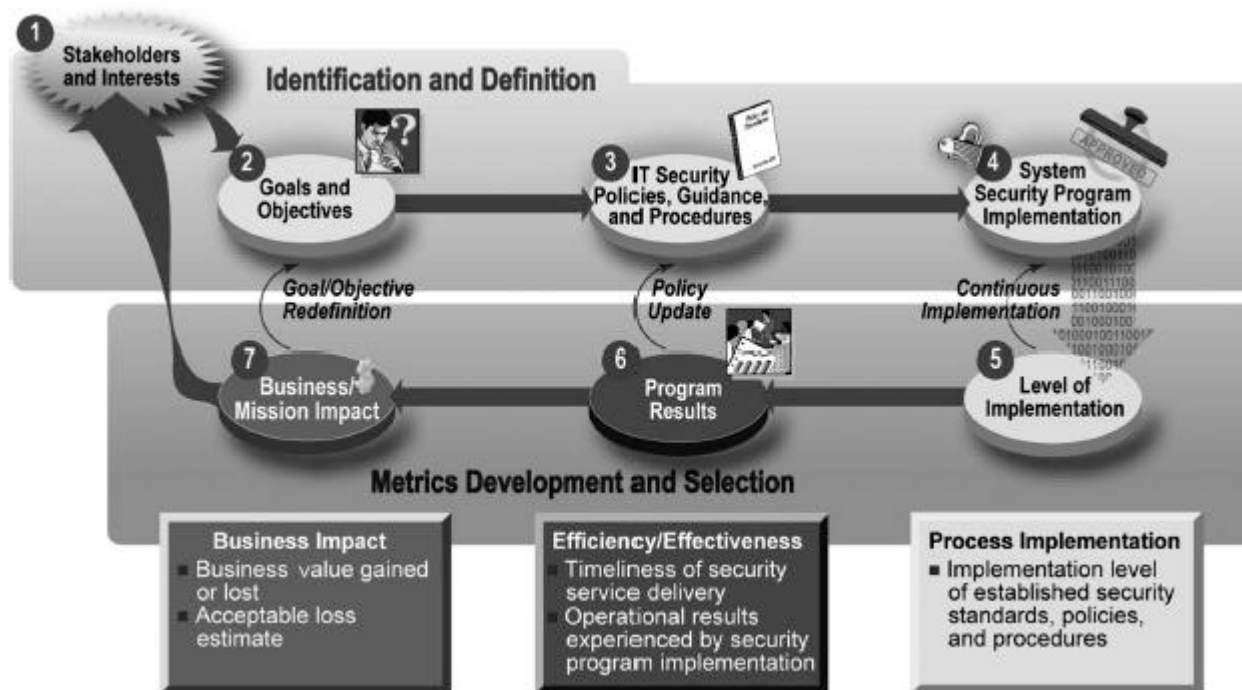 1
Stakeholders
and Interests
Identification and Definition
2
Goals and
Objectives
3
IT Security
Policies, Guidance,
and Procedures
4
System
Security Program
Implementation
APPROVED
Goal/Objective
Redefinition
Policy
Update
Continuous
Implementation
7
Business/
Mission Impact
6
Program
Results
5
Level of
Implementation
Metrics Development and Selection
Business Impact
▪ Business value gained
or lost
▪ Acceptable loss
estimate
Efficiency/Effectiveness
▪ Timeliness of security
service delivery
▪ Operational results
experienced by security
program implementation
Process Implementation
▪ Implementation level
of established security
standards, policies,
and procedures